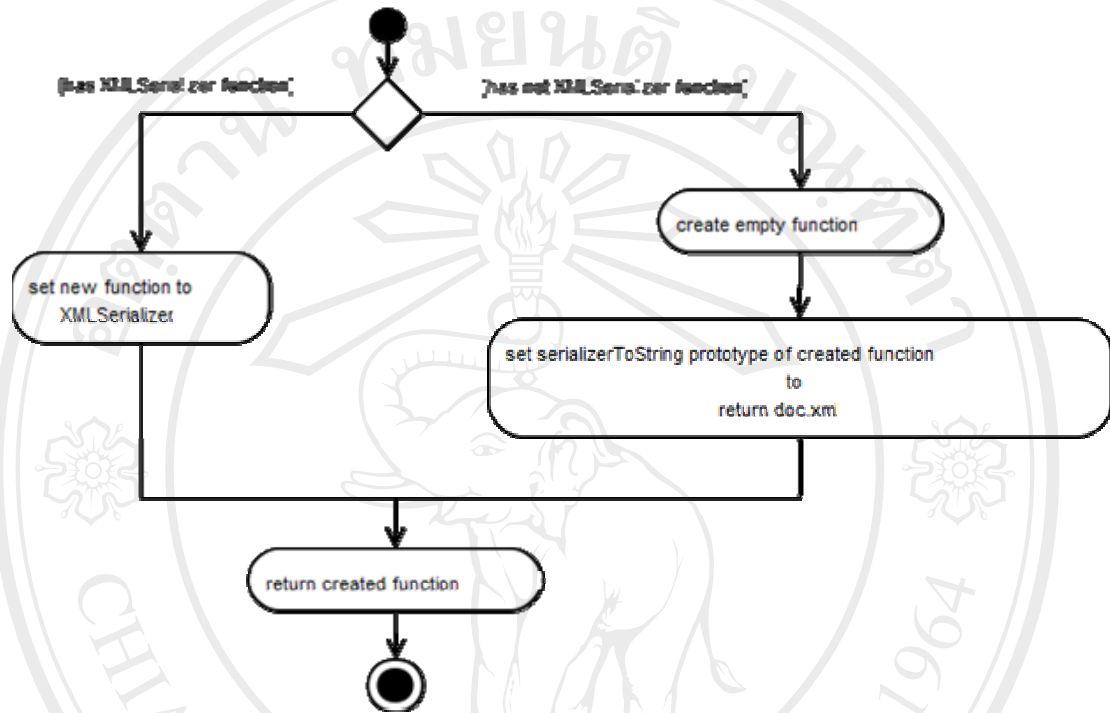 [has XMLSerializer function]
[has not XMLSerializer function]
create empty function
set new function to
XMLSerializer
set serializerToString prototype of created function
to
return doc.xm
return created function
1964